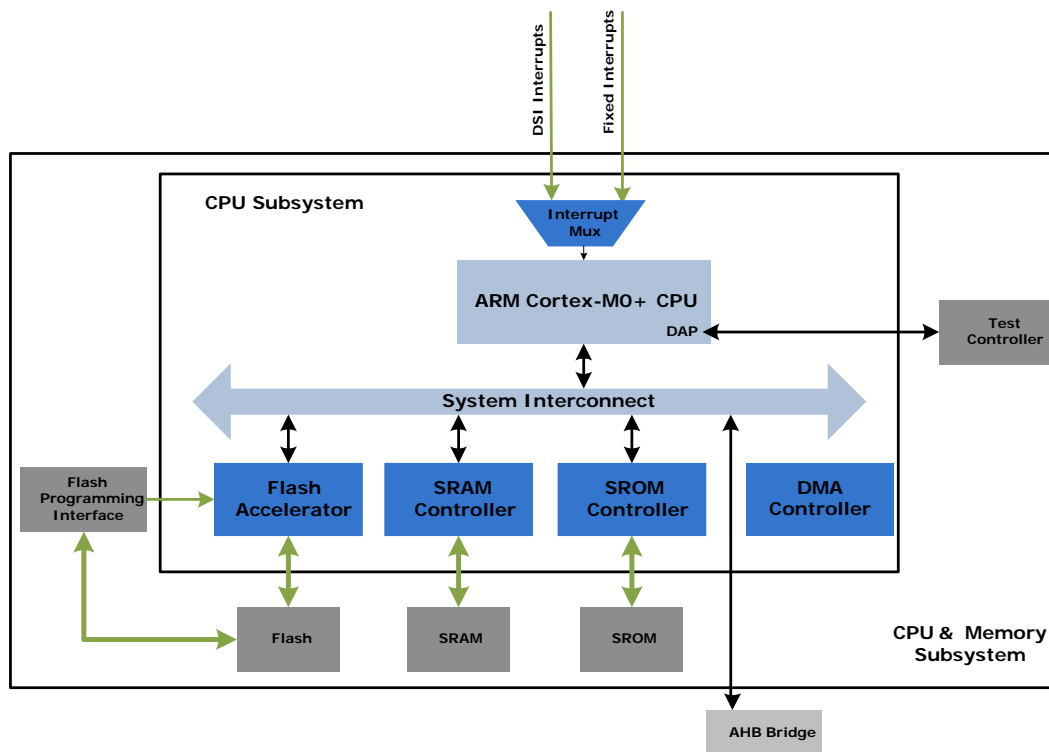 DSI Interrupts
Fixed Interrupts
CPU Subsystem
Interrupt
Mux
ARM Cortex-M0+ CPU
DAP
Test
Controller
System Interconnect
Flash
Programming
Interface
Flash
Accelerator
SRAM
Controller
SROM
Controller
DMA
Controller
Flash
SRAM
SROM
CPU & Memory
Subsystem
AHB Bridge